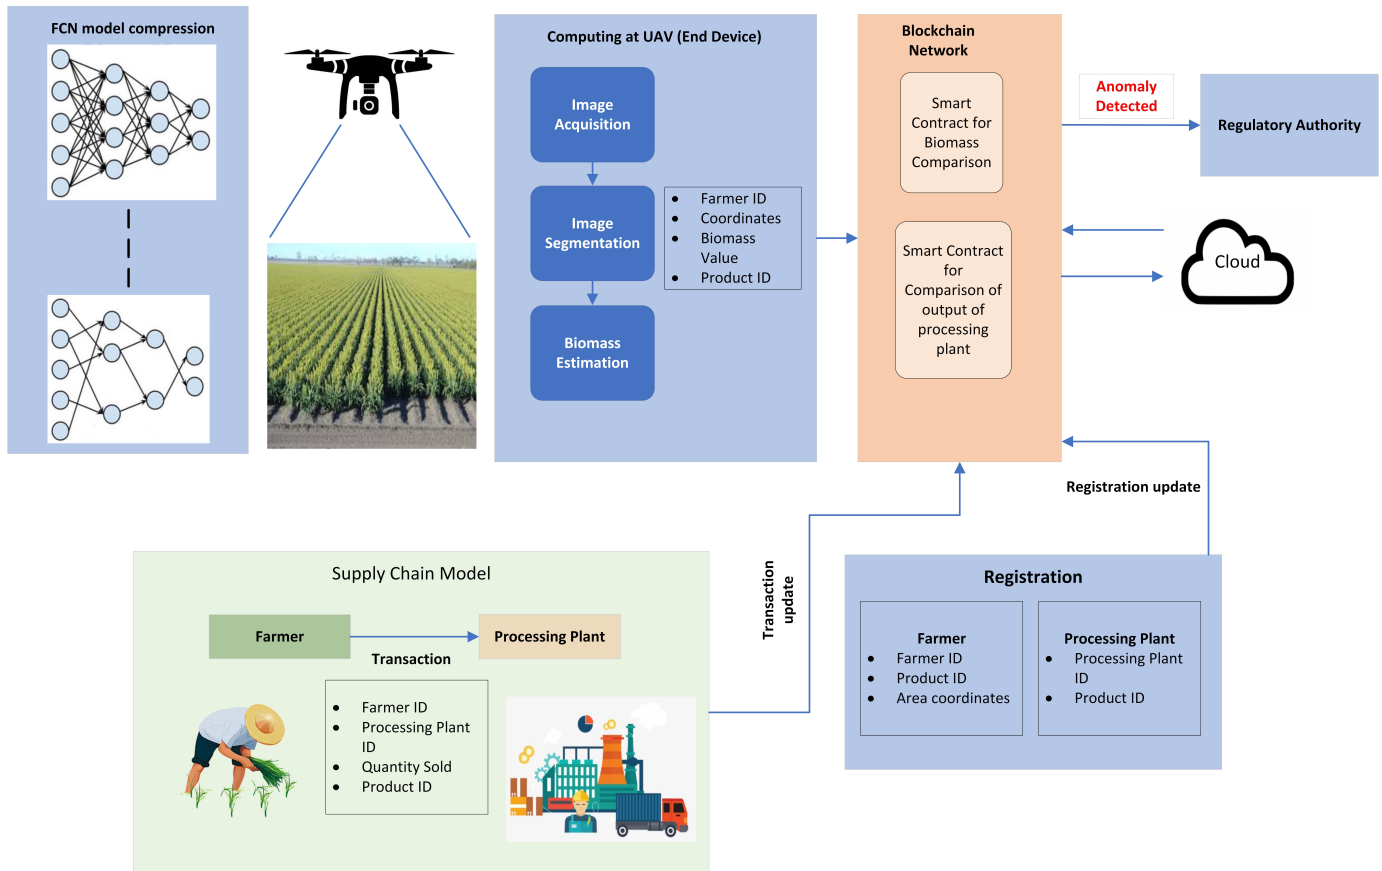 FCN model compression
Computing at UAV (End Device)
Image
Acquisition
Image
Segmentation
Biomass
Estimation
• Farmer ID
• Coordinates
• Biomass
Value
• Product ID
Blockchain
Network
Smart
Contract for
Biomass
Comparison
Smart Contract
for
Comparison of
output of
processing
plant
Anomaly
Detected
Regulatory Authority
Cloud
Registration update
Transaction
update
Supply Chain Model
Farmer
Processing Plant
Transaction
• Farmer ID
• Processing Plant
ID
• Quantity Sold
• Product ID
Registration
Farmer
• Farmer ID
• Product ID
• Area coordinates
Processing Plant
• Processing Plant
ID
• Product ID